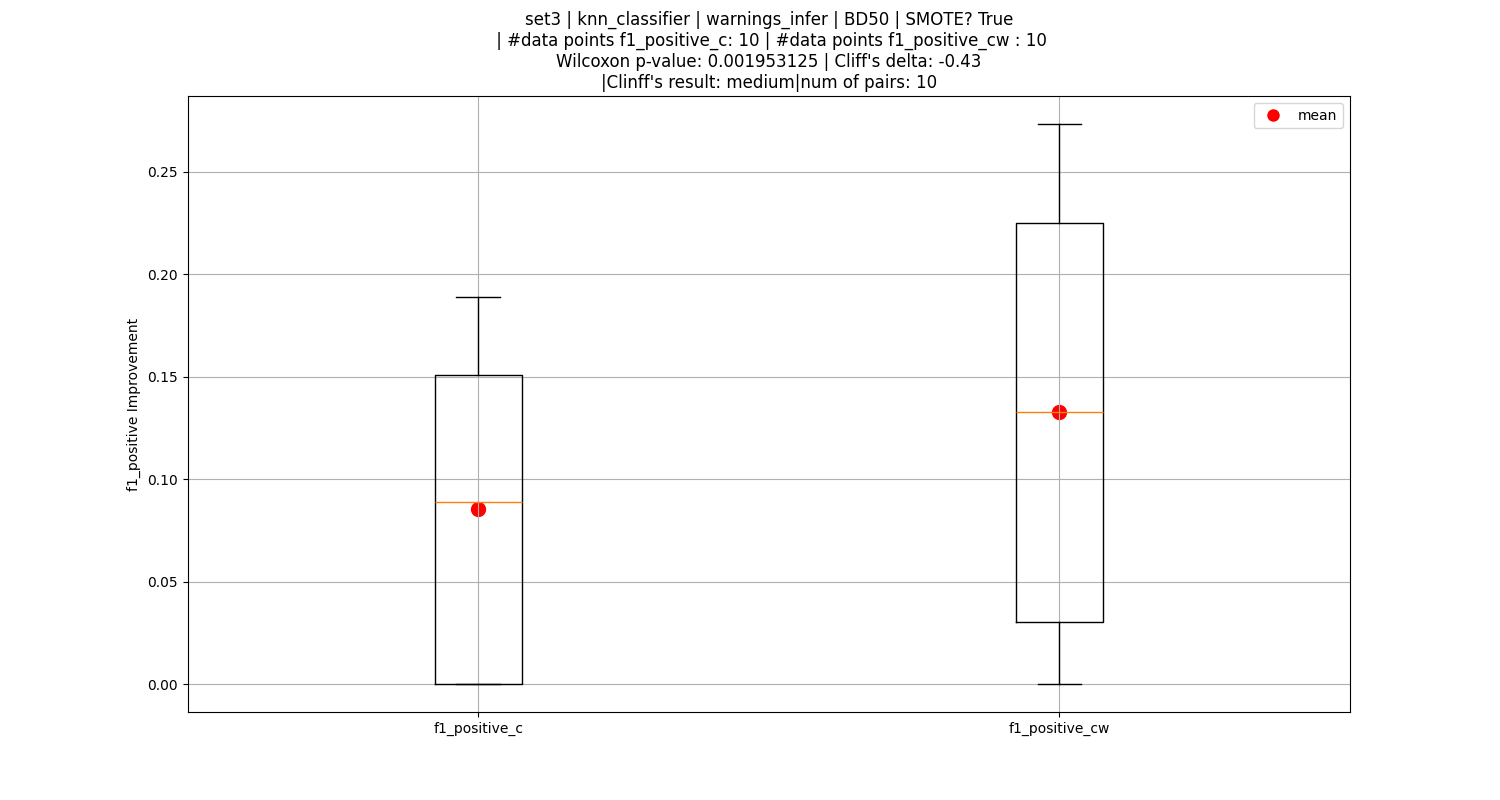 set3 | knn_classifier | warnings_infer | BD50 | SMOTE? True
| #data points f1_positive_c: 10 | #data points f1_positive_cw : 10
Wilcoxon p-value: 0.001953125 | Cliff's delta: -0.43
|Clinff's result: medium|num of pairs: 10
mean
0.25
0.20
0.15
0.10
0.05
0.00
f1_positive Improvement
f1_positive_c
f1_positive_cw